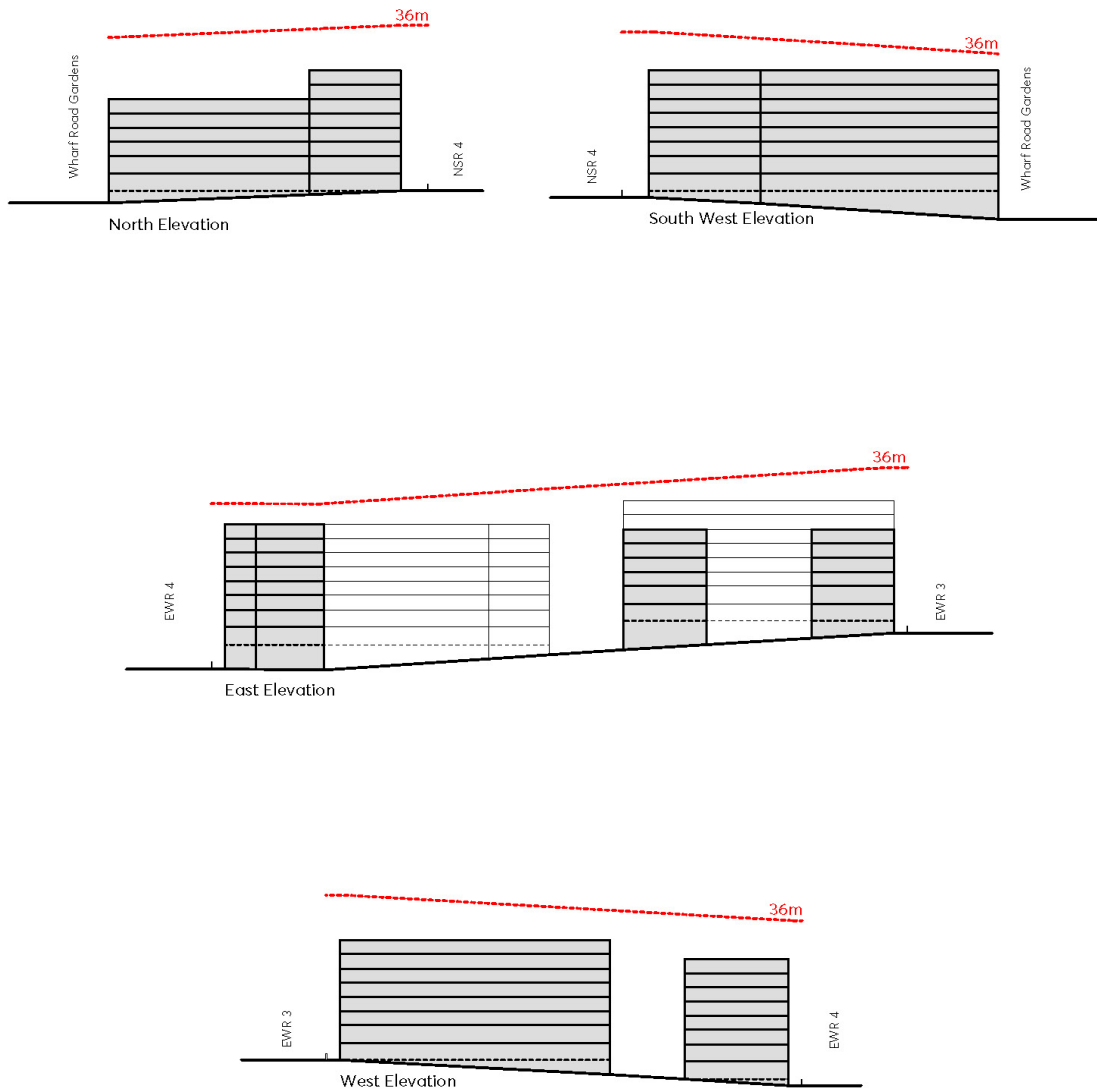 36m
Wharf Road Gardens
NSR 4
North Elevation
36m
NSR 4
Wharf Road Gardens
South West Elevation
36m
EWR 4
EWR 3
East Elevation
36m
EWR 3
EWR 4
West Elevation